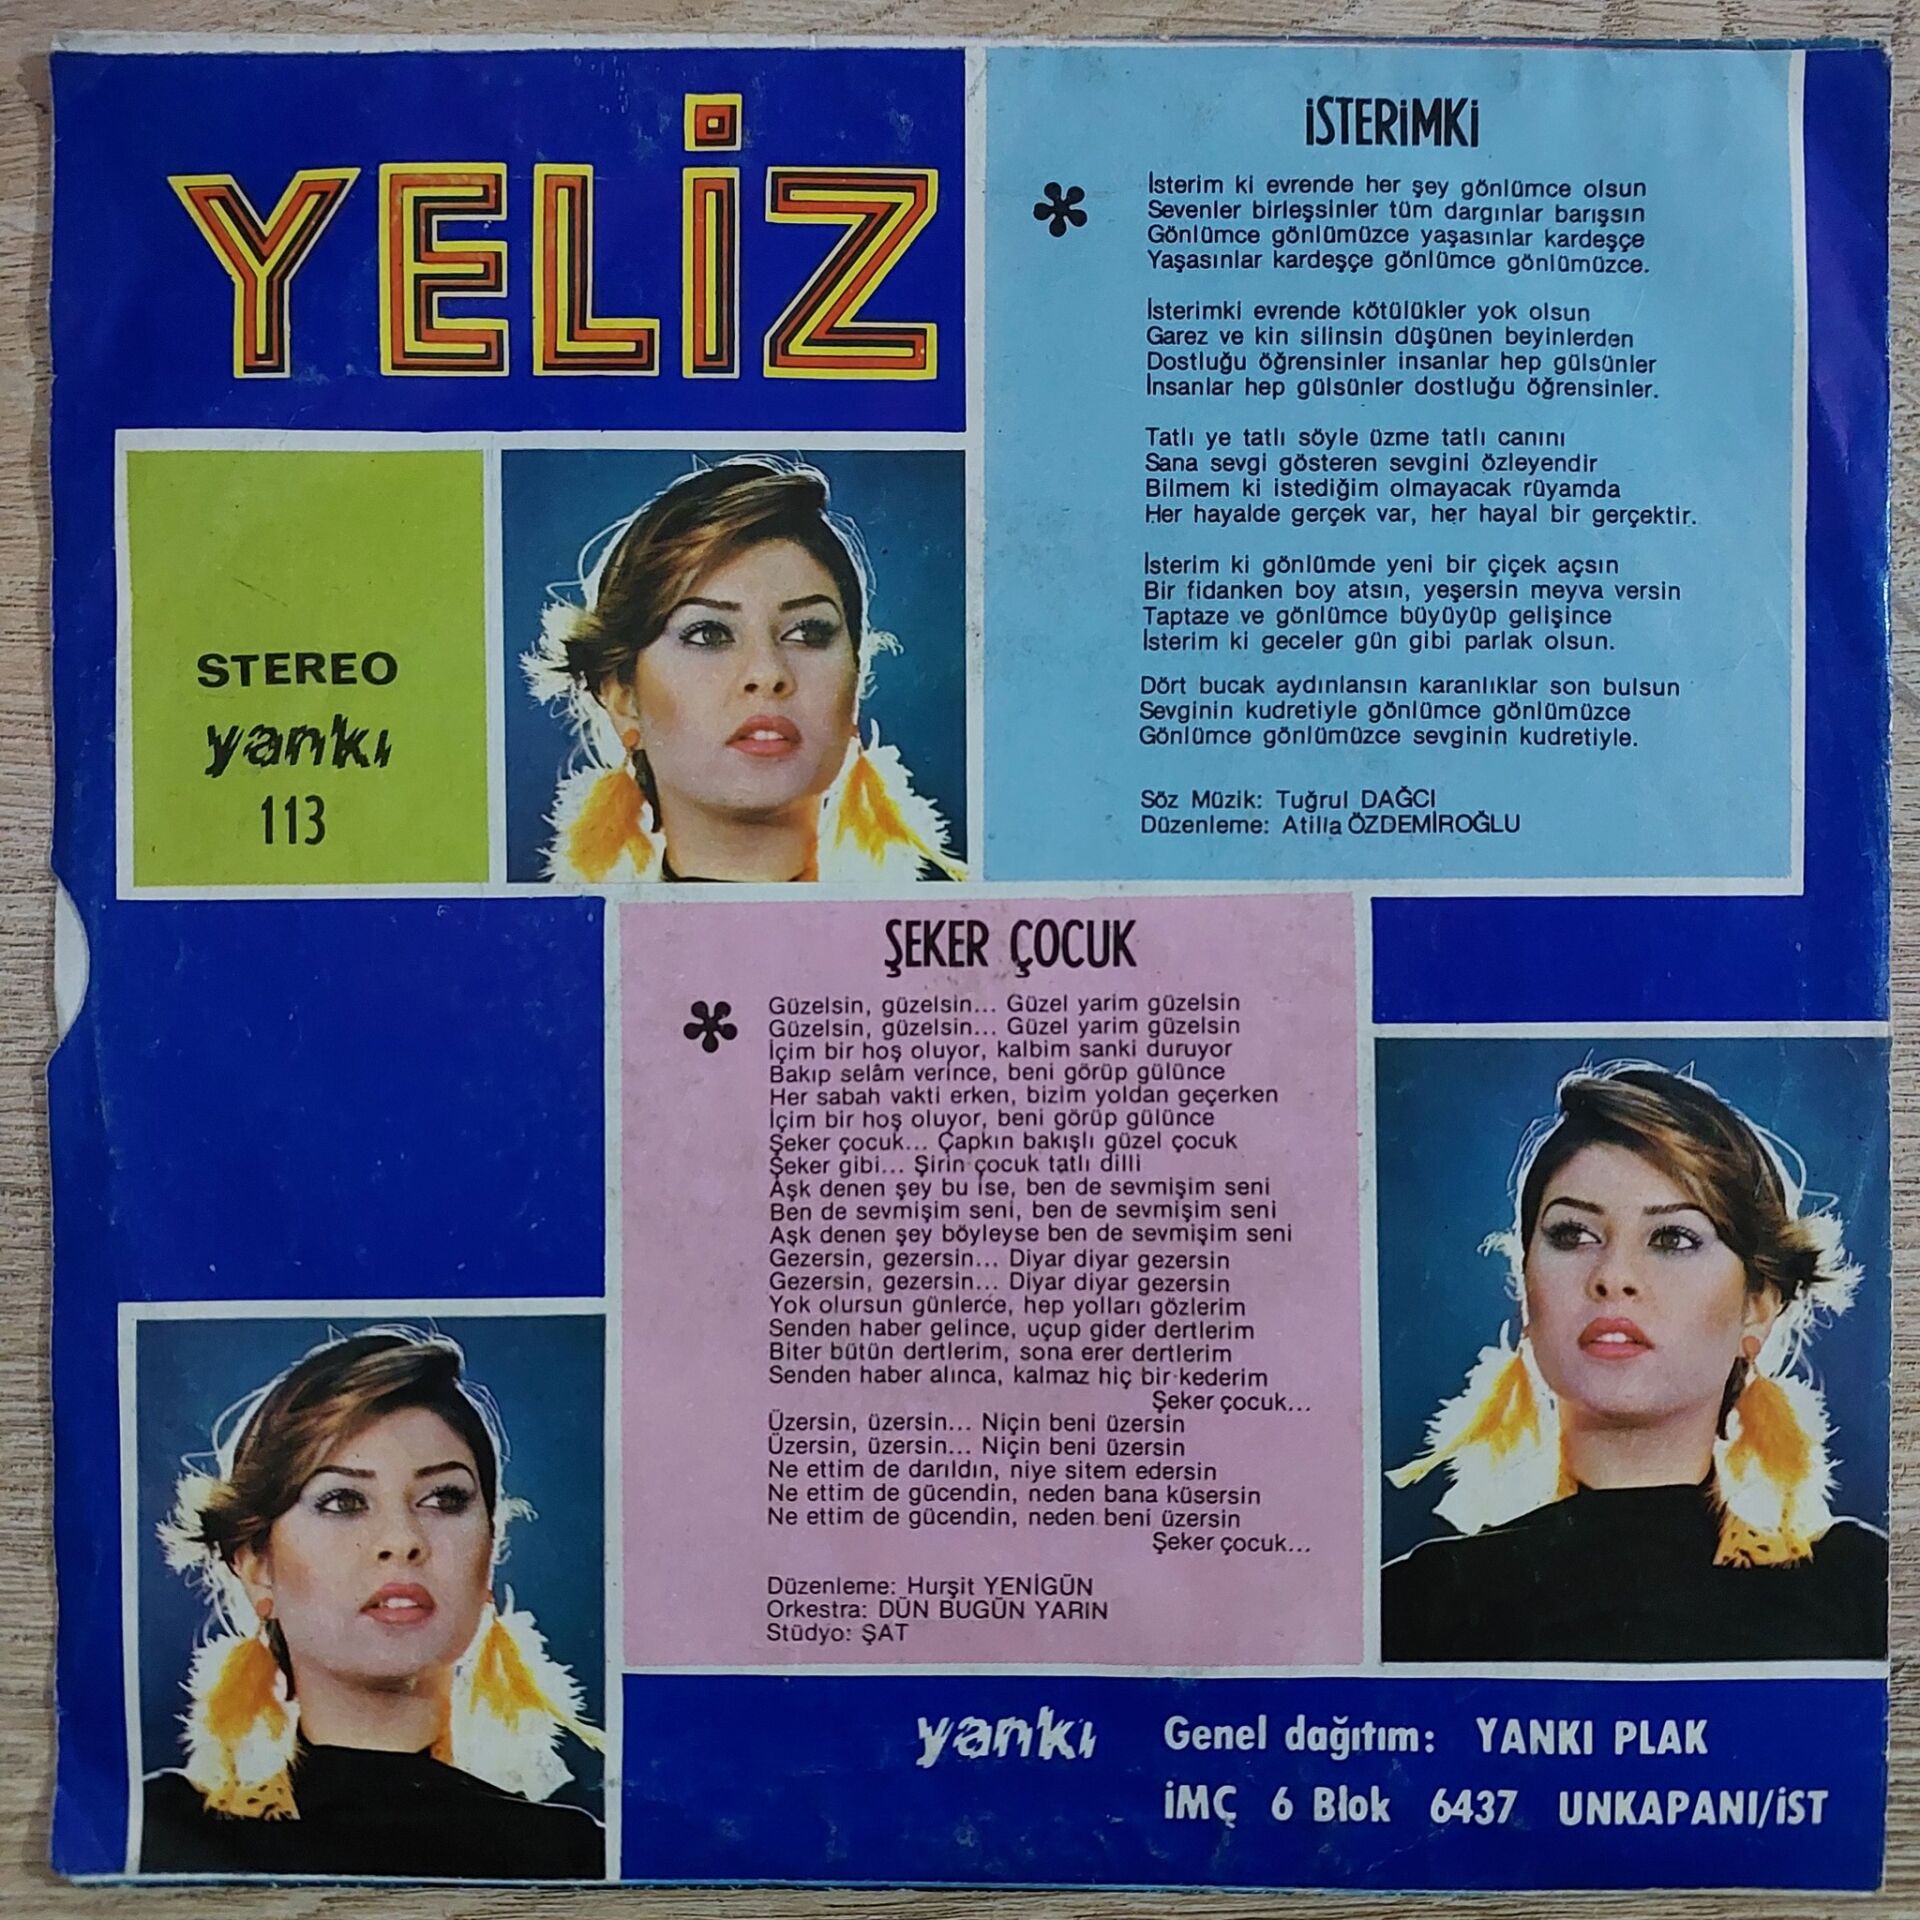 YELİZ
STEREO
yankı
113
İSTERİMKİ
İsterim ki evrende her şey gönlümce olsun
Sevenler birleşsinler tüm dargınlar barışsın
Gönlümce gönlümüzce yaşasınlar kardeşçe
Yaşasınlar kardeşçe gönlümce gönlümüzce.
İsterimki evrende kötülükler yok olsun
Garez ve kin silinsin düşünen beyinlerden
Dostluğu öğrensinler insanlar hep gülsünler
İnsanlar hep gülsünler dostluğu öğrensinler.
Tatlı ye tatlı söyle üzme tatlı canını
Sana sevgi gösteren sevgini özleyendir
Bilmem ki istediğim olmayacak rüyamda
Her hayalde gerçek var, her hayal bir gerçektir.
İsterim ki gönlümde yeni bir çiçek açsın
Bir fidanken boy atsın, yeşersin meyva versin
Taptaze ve gönlümce büyüyüp gelişince
İsterim ki geceler gün gibi parlak olsun.
Dört bucak aydınlansın karanlıklar son bulsun
Sevginin kudretiyle gönlümce gönlümüzce
Gönlümce gönlümüzce sevginin kudretiyle.
Söz Müzik: Tuğrul DAĞCI
Düzenleme: Atilla ÖZDEMİROĞLU
ŞEKER ÇOCUK
Güzelsin, güzelsin... Güzel yarim güzelsin
Güzelsin, güzelsin... Güzel yarim güzelsin
İçim bir hoş oluyor, kalbim sanki duruyor
Bakıp selâm verince, beni görüp gülünce
Her sabah vakti erken, bizim yoldan geçerken
İçim bir hoş oluyor, beni görüp gülünce
Şeker çocuk... Çapkın bakışlı güzel çocuk
Şeker gibi... Şirin çocuk tatlı dilli
Aşk denen şey bu ise, ben de sevmişim seni
Ben de sevmişim seni, ben de sevmişim seni
Aşk denen şey böyleyse ben de sevmişim seni
Gezersin, gezersin... Diyar diyar gezersin
Gezersin, gezersin... Diyar diyar gezersin
Yok olursun günlerce, hep yolları gözlerim
Senden haber gelince, uçup gider dertlerim
Biter bütün dertlerim, sona erer dertlerim
Senden haber alınca, kalmaz hiç bir kederim
Şeker çocuk...
Üzersin, üzersin... Niçin beni üzersin
Üzersin, üzersin... Niçin beni üzersin
Ne ettim de darıldın, niye sitem edersin
Ne ettim de gücendin, neden bana küsersin
Ne ettim de gücendin, neden beni üzersin
Şeker çocuk...
Düzenleme: Hurşit YENİGÜN
Orkestra: DÜN BUGÜN YARIN
Stüdyo: ŞAT
yankı Genel dağıtım: YANKI PLAK
İMÇ 6 Blok 6437 UNKAPANI/İST